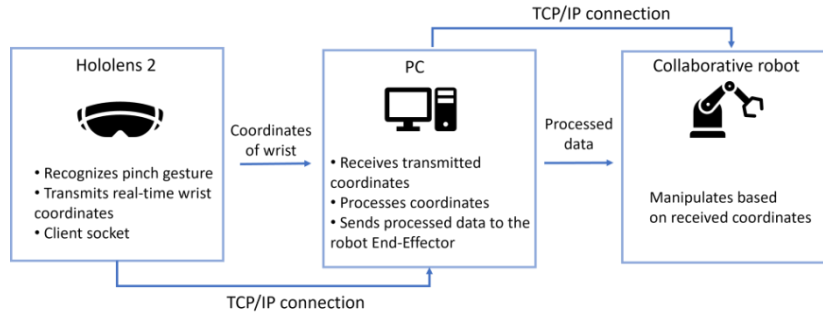 TCP/IP connection
Hololens 2
• Recognizes pinch gesture
• Transmits real-time wrist
coordinates
• Client socket
Coordinates
of wrist
PC
• Receives transmitted
coordinates
• Processes coordinates
• Sends processed data to the
robot End-Effector
Processed
data
Collaborative robot
Manipulates based
on received coordinates
TCP/IP connection